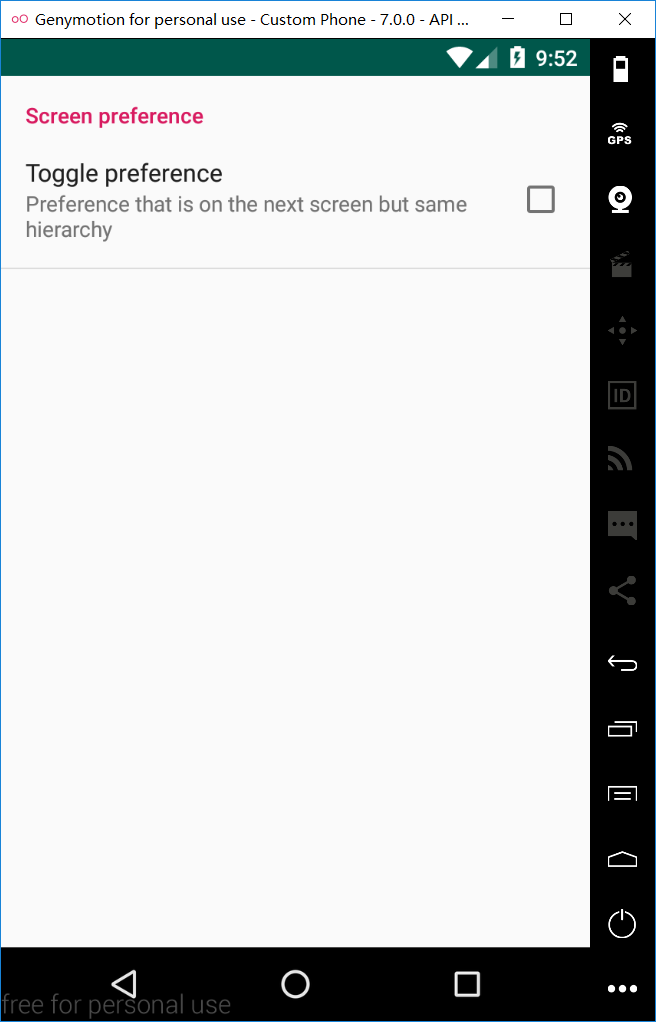 Genymotion for personal use - Custom Phone - 7.0.0 - API ...
9:52
GPS
Screen preference
Toggle preference
Preference that is on the next screen but same
hierarchy
ID
free for personal use